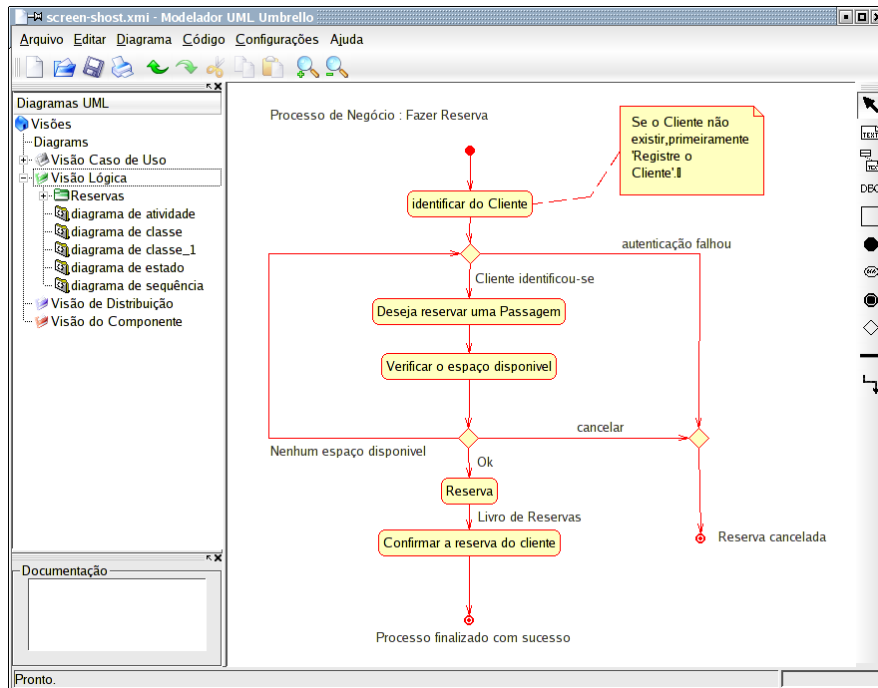 screen-shost.xmi - Modelador UML Umbrello
Arquivo Editar Diagrama Código Configurações Ajuda
Diagramas UML
Visões
Diagrams
Visão Caso de Uso
Visão Lógica
Reservas
diagrama de atividade
diagrama de classe
diagrama de classe_1
diagrama de estado
diagrama de sequência
Visão de Distribuição
Visão do Componente
Documentação
Processo de Negócio : Fazer Reserva
Se o Cliente não
existir,primeiramente
'Registre o
Cliente'.
identificar do Cliente
autenticação falhou
Cliente identificou-se
Deseja reservar uma Passagem
Verificar o espaço disponivel
cancelar
Nenhum espaço disponivel
Ok
Reserva
Livro de Reservas
Confirmar a reserva do cliente
Reserva cancelada
Processo finalizado com sucesso
TEXT
DBC
Pronto.